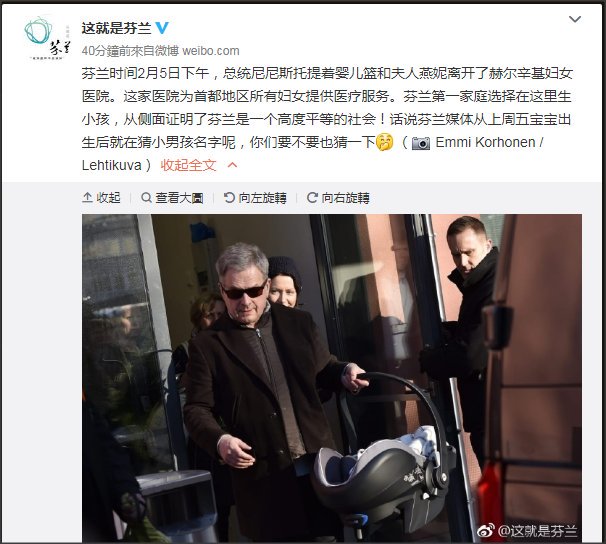 这就是芬兰
40分鐘前來自微博 weibo.com
芬兰时间2月5日下午，总统尼尼斯托提着婴儿篮和夫人燕妮离开了赫尔辛基妇女
医院。这家医院为首都地区所有妇女提供医疗服务。芬兰第一家庭选择在这里生
小孩，从侧面证明了芬兰是一个高度平等的社会！话说芬兰媒体从上周五宝宝出
生后就在猜小男孩名字呢，你们要不要也猜一下（ Emmi Korhonen /
Lehtikuva ）收起全文
收起 查看大圖 向左旋轉 向右旋轉
@这就是芬兰